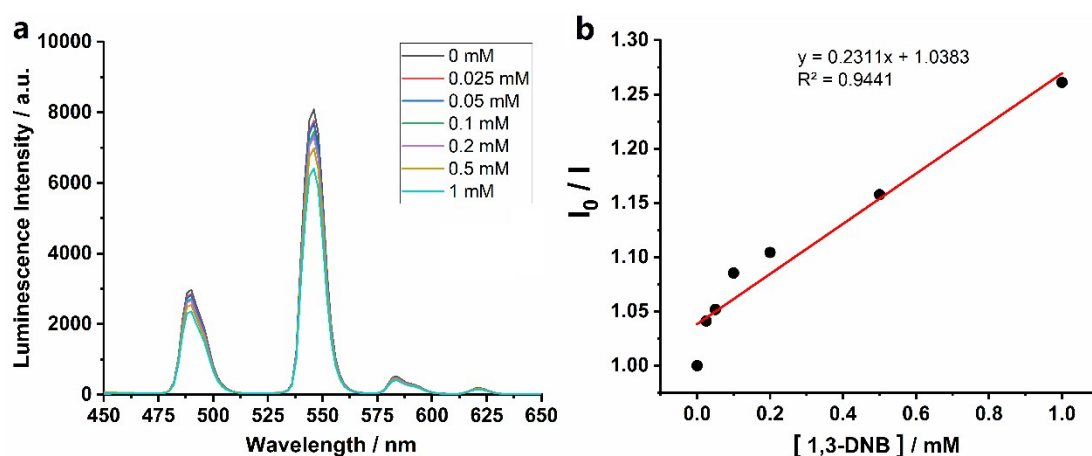 a
10000
8000
6000
4000
2000
0
Luminescence Intensity / a.u.
450 475 500 525 550 575 600 625 650
Wavelength / nm
0 mM
0.025 mM
0.05 mM
0.1 mM
0.2 mM
0.5 mM
1 mM
b
1.30
1.25
1.20
1.15
1.10
1.05
1.00
I₀ / I
y = 0.2311x + 1.0383
R² = 0.9441
0.0 0.2 0.4 0.6 0.8 1.0
[ 1,3-DNB ] / mM